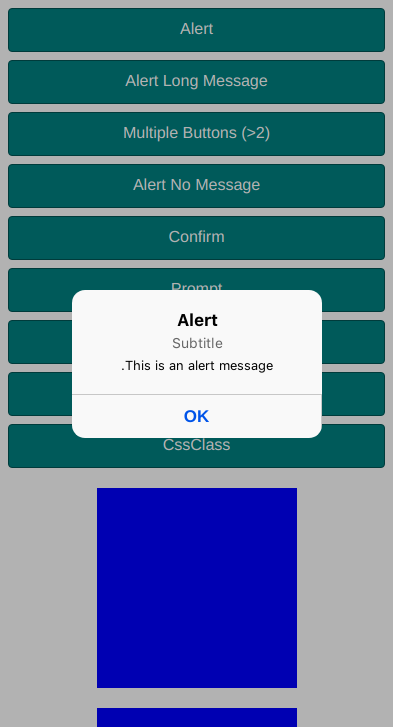 Alert
Alert Long Message
Multiple Buttons (>2)
Alert No Message
Confirm
Prompt
Alert
Subtitle
.This is an alert message
OK
CssClass